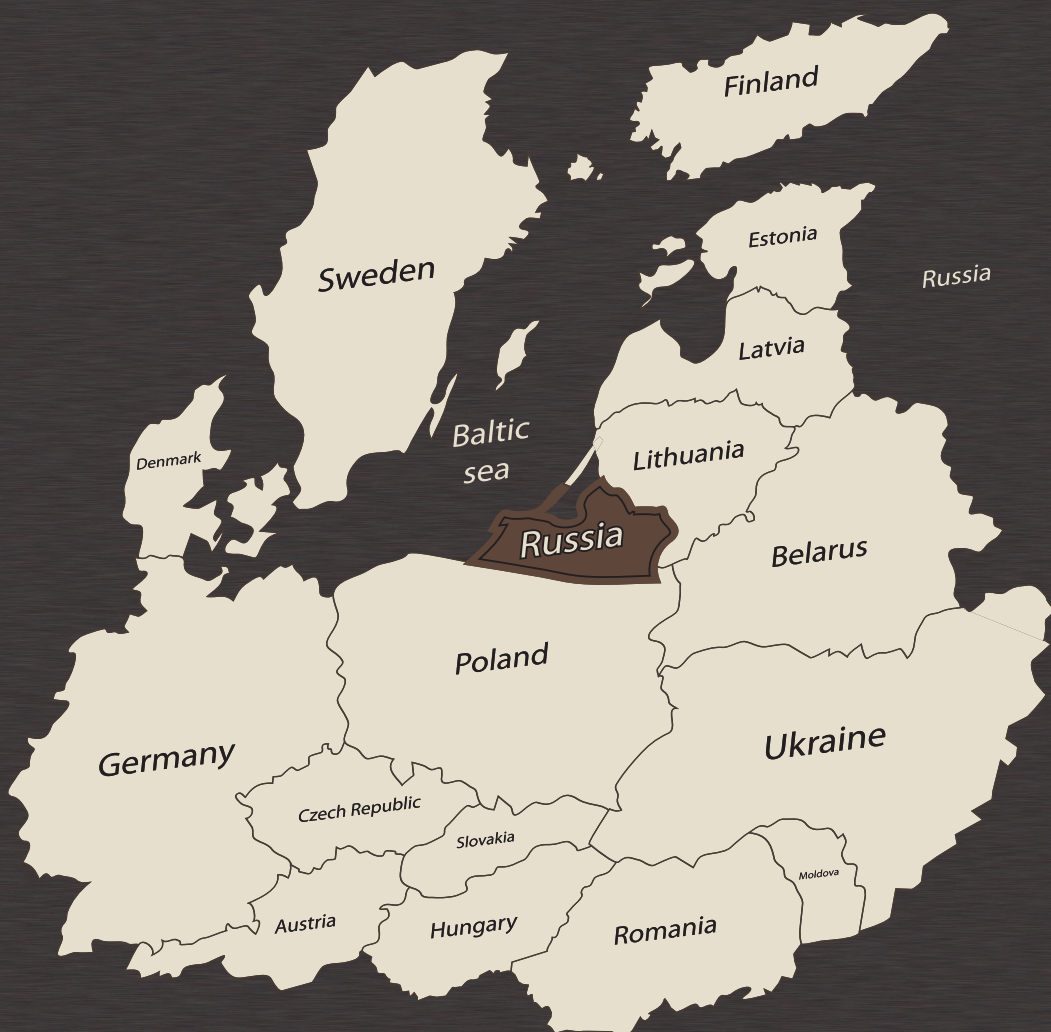 Finland
Estonia
Sweden
Russia
Latvia
Baltic
sea
Denmark
Lithuania
Russia
Belarus
Poland
Germany
Ukraine
Czech Republic
Slovakia
Moldova
Austria
Hungary
Romania